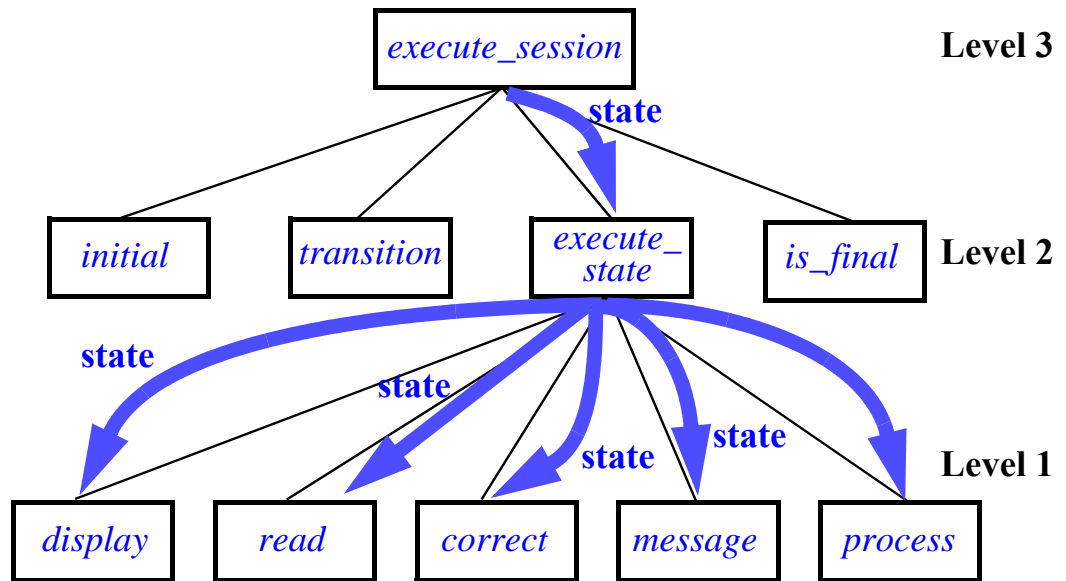 execute_session
Level 3
state
initial
transition
execute_
state
is_final
Level 2
state
state
state
state
Level 1
display
read
correct
message
process